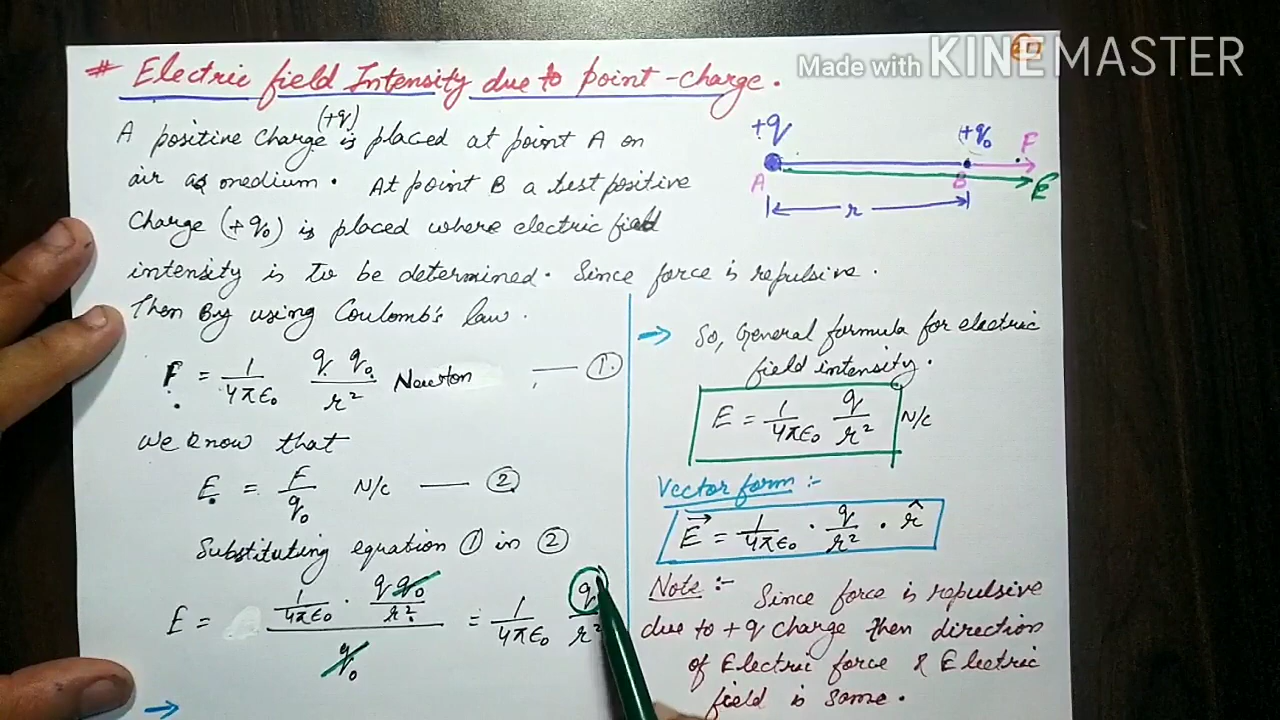 Made with KINEMASTER
# Electric field Intensity due to point-charge.
(+q)
A positive charge is placed at point A on
air as medium. At point B a test positive
charge (+q₀) is placed where electric field
intensity is to be determined. Since force is repulsive.
Then By using Coulomb's law.
F = 1/4πε₀ q q₀/r² Newton —— ①.
We know that
E = F/q₀ N/C —— ②
Substituting equation ① in ②
E = (1/4πε₀ · q q₀/r²)/q₀ = 1/4πε₀ q/r²
+q +q₀ F
A B E
r
→ So, General formula for electric
field intensity.
E = 1/4πε₀ q/r² N/C
Vector form :-
E⃗ = 1/4πε₀ · q/r² · r̂
Note :- Since force is repulsive
due to +q charge then direction
of Electric force & Electric
field is same.